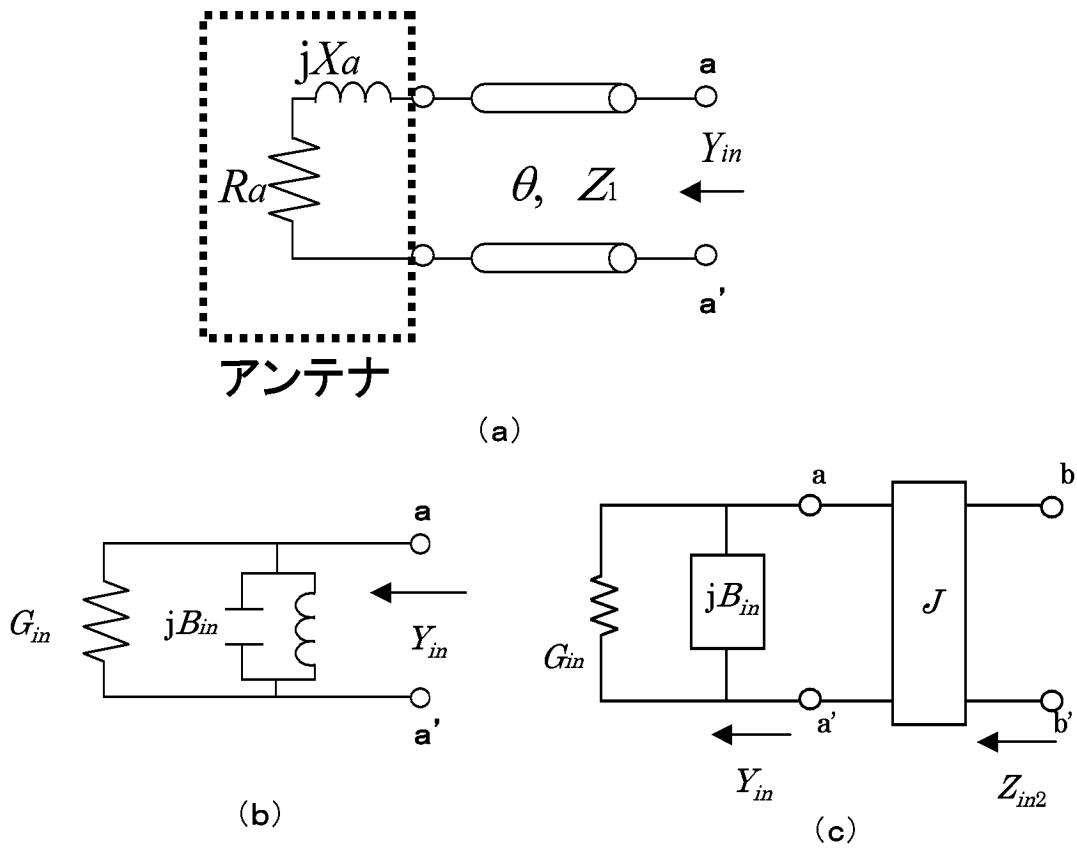 jXa
a
Ra
Yin
θ, Z1
a'
アンテナ
(a)
a
Gin
jBin
Yin
a'
(b)
a
b
jBin
J
Gin
a'
b'
Yin
Zin2
(c)